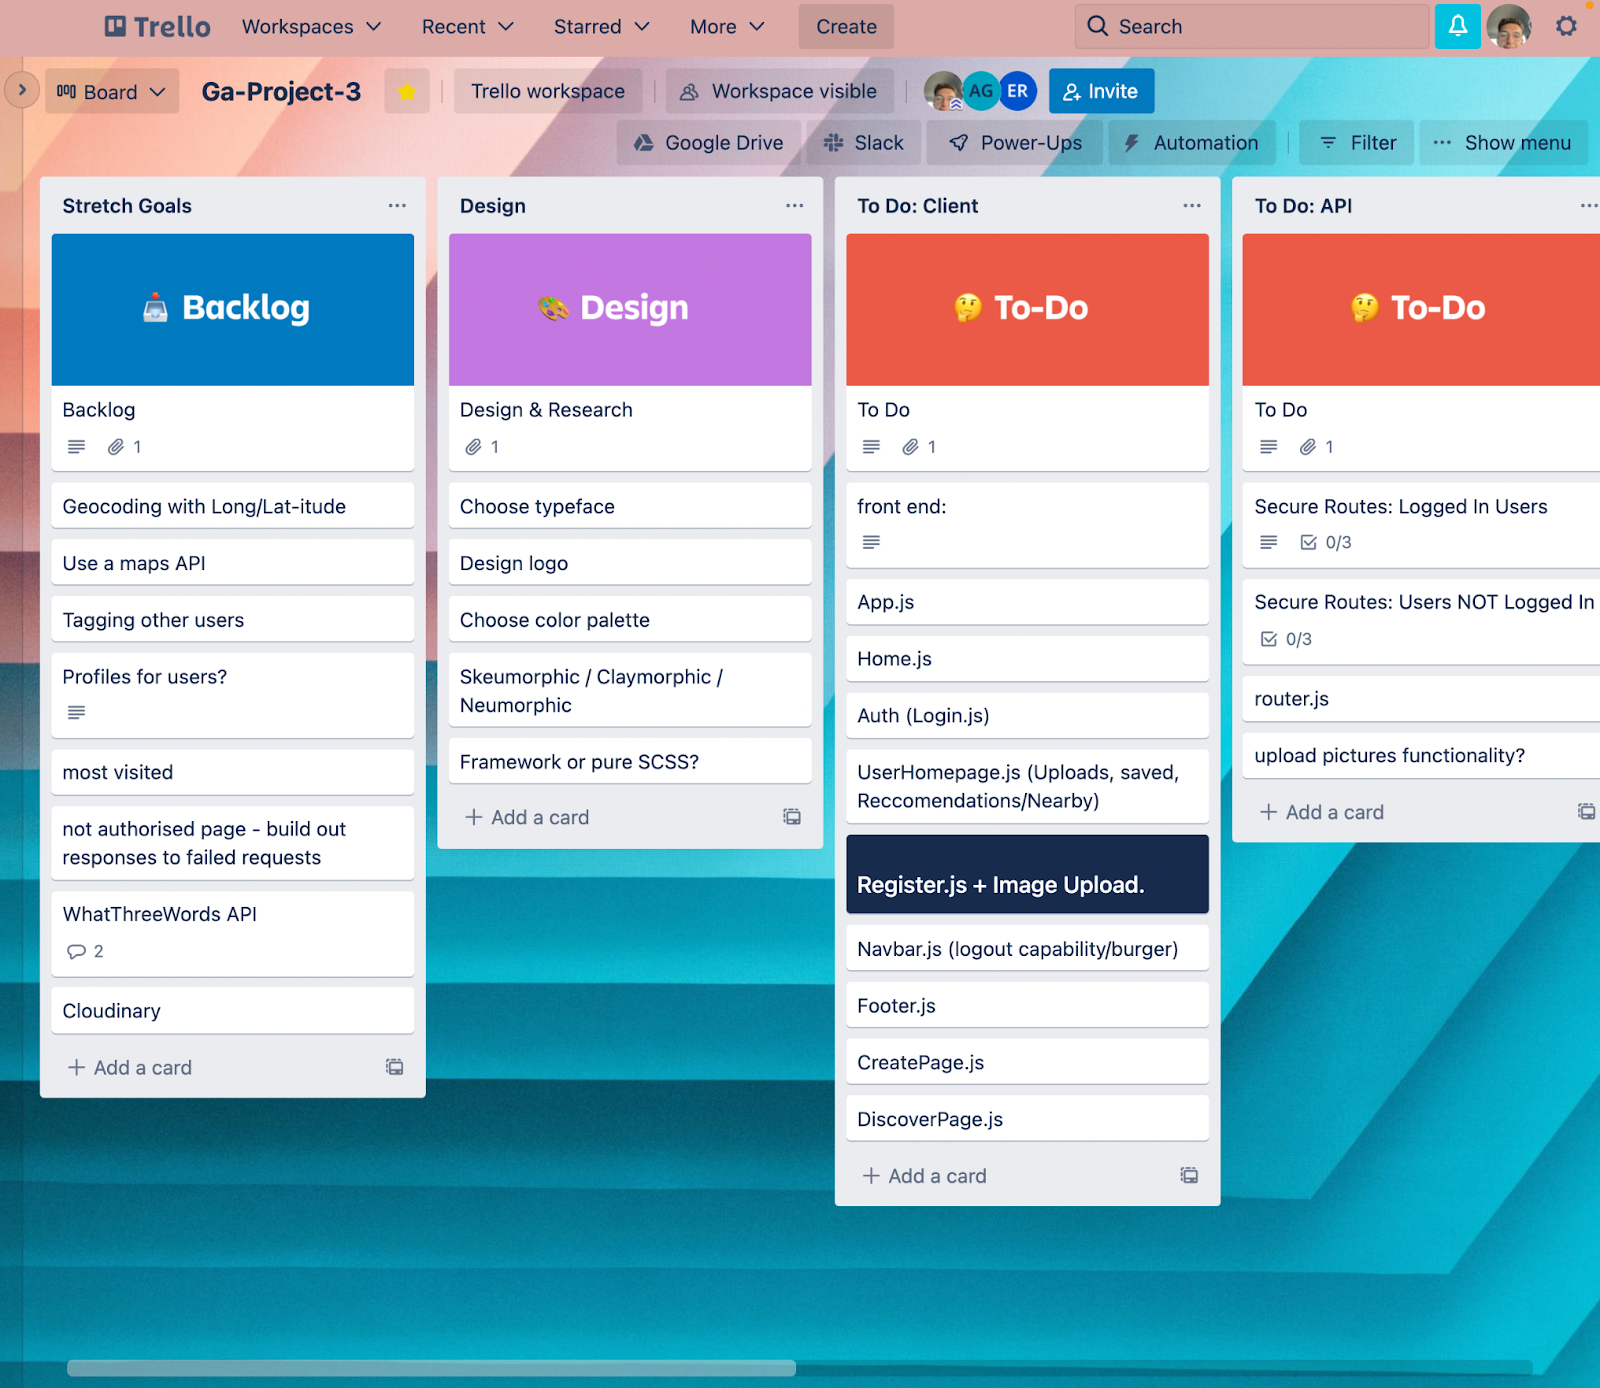 Trello
Workspaces
Recent
Starred
More
Create
Search
Board
Ga-Project-3
Trello workspace
Workspace visible
AG
ER
Invite
Google Drive
Slack
Power-Ups
Automation
Filter
Show menu
Stretch Goals
Backlog
Backlog
1
Geocoding with Long/Lat-itude
Use a maps API
Tagging other users
Profiles for users?
most visited
not authorised page - build out
responses to failed requests
WhatThreeWords API
2
Cloudinary
Add a card
Design
Design
Design & Research
1
Choose typeface
Design logo
Choose color palette
Skeumorphic / Claymorphic /
Neumorphic
Framework or pure SCSS?
Add a card
To Do: Client
To-Do
To Do
1
front end:
App.js
Home.js
Auth (Login.js)
UserHomepage.js (Uploads, saved,
Reccomendations/Nearby)
Register.js + Image Upload.
Navbar.js (logout capability/burger)
Footer.js
CreatePage.js
DiscoverPage.js
Add a card
To Do: API
To-Do
To Do
1
Secure Routes: Logged In Users
0/3
Secure Routes: Users NOT Logged In
0/3
router.js
upload pictures functionality?
Add a card